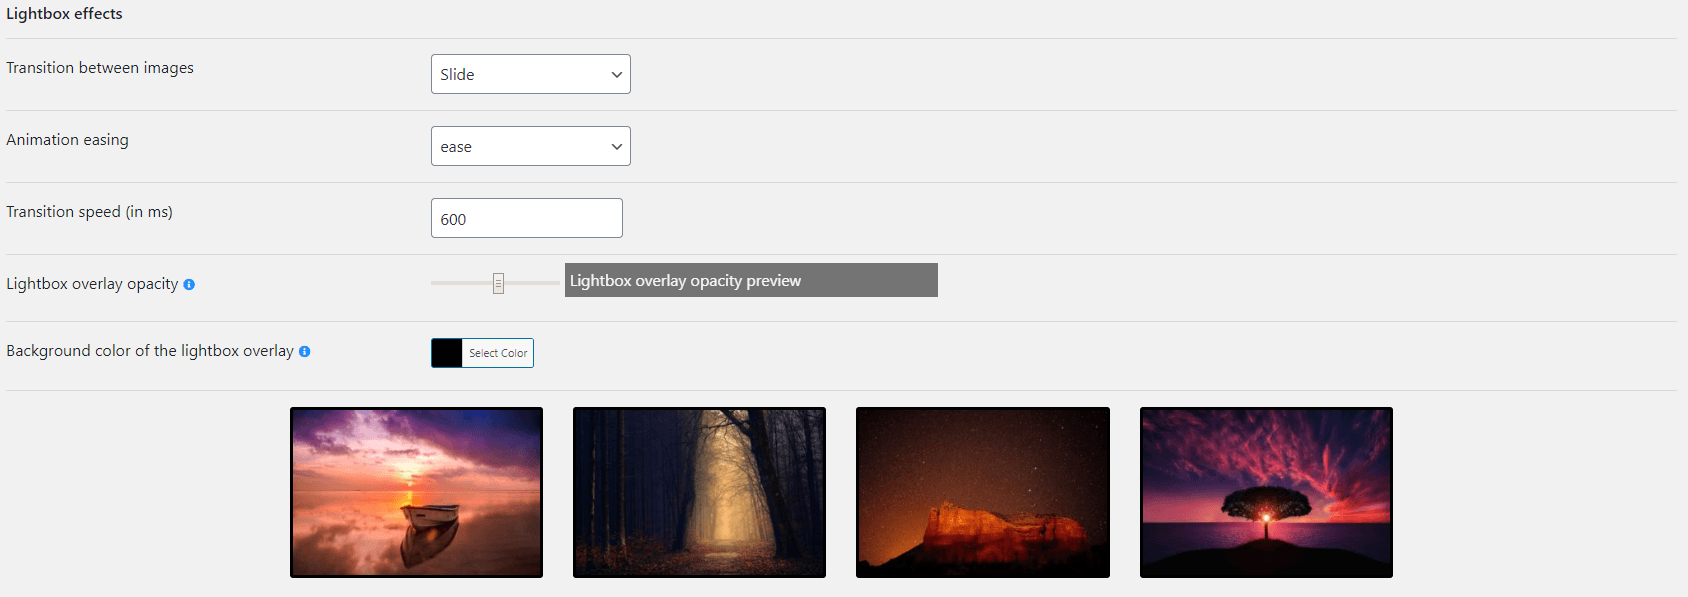 Lightbox effects
Transition between images
Slide
Animation easing
ease
Transition speed (in ms)
600
Lightbox overlay opacity
Lightbox overlay opacity preview
Background color of the lightbox overlay
Select Color